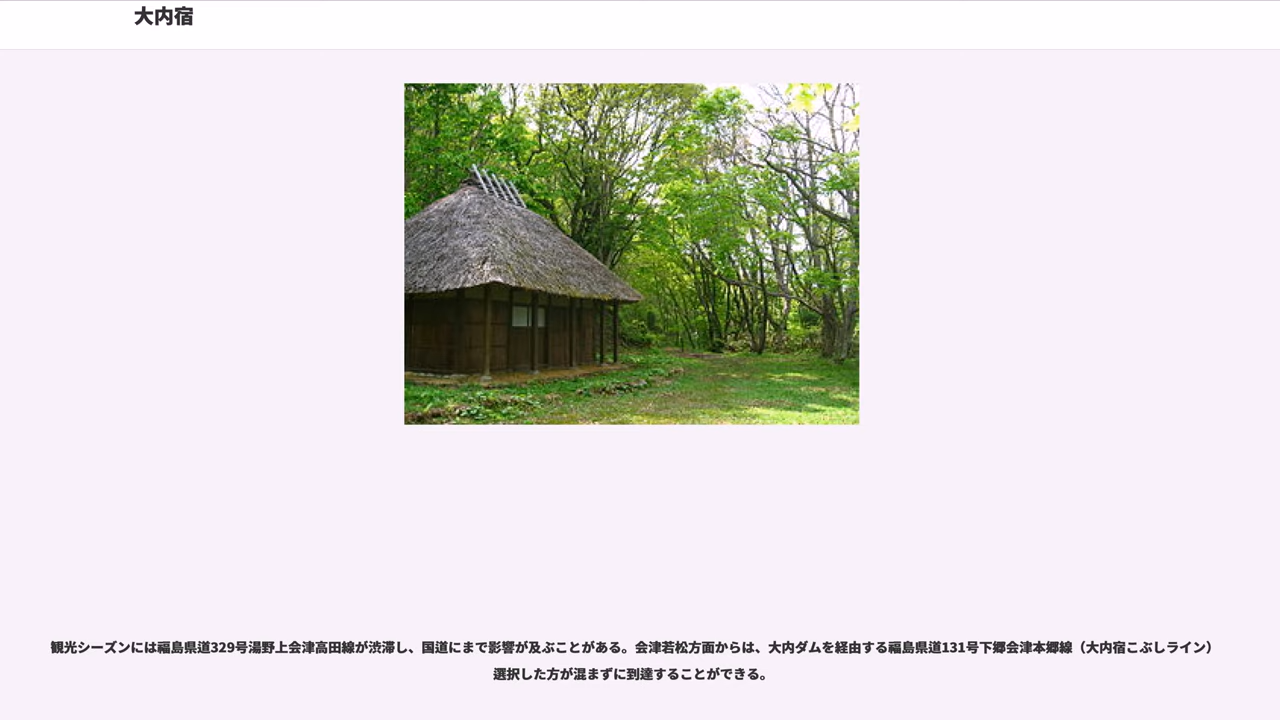 大内宿
観光シーズンには福島県道329号湯野上会津高田線が渋滞し、国道にまで影響が及ぶことがある。会津若松方面からは、大内ダムを経由する福島県道131号下郷会津本郷線（大内宿こぶしライン）
選択した方が混まずに到達することができる。